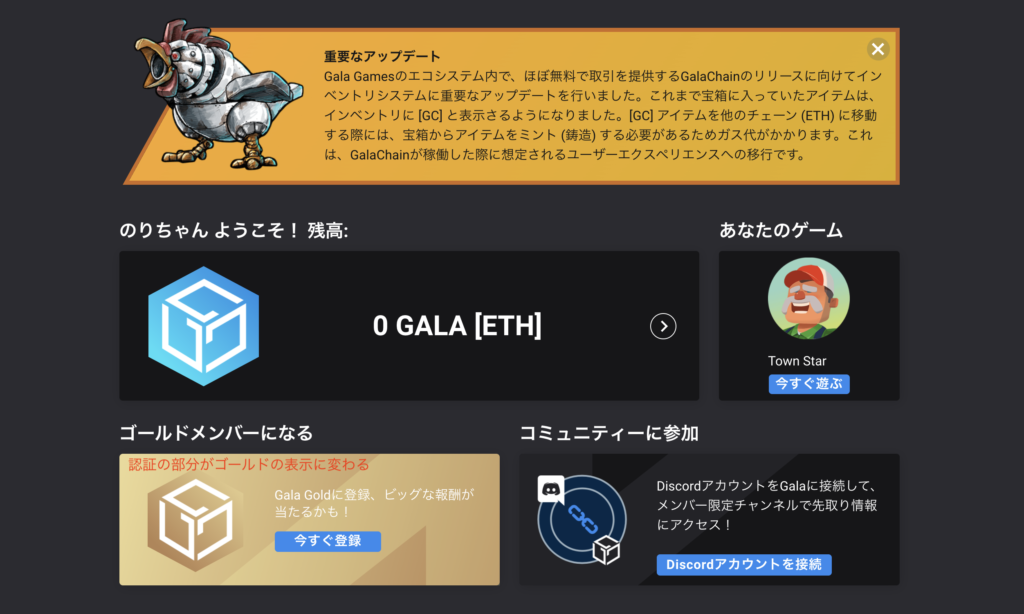 重要なアップデート
Gala Gamesのエコシステム内で、ほぼ無料で取引を提供するGalaChainのリリースに向けてイン
ベントリシステムに重要なアップデートを行いました。これまで宝箱に入っていたアイテムは、
インベントリに [GC] と表示さるようになりました。[GC] アイテムを他のチェーン (ETH) に移動
する際には、宝箱からアイテムをミント (鋳造) する必要があるためガス代がかかります。これ
は、GalaChainが稼働した際に想定されるユーザーエクスペリエンスへの移行です。
のりちゃん ようこそ！ 残高:
0 GALA [ETH]
あなたのゲーム
Town Star
今すぐ遊ぶ
ゴールドメンバーになる
認証の部分がゴールドの表示に変わる
Gala Goldに登録、ビッグな報酬が
当たるかも！
今すぐ登録
コミュニティーに参加
DiscordアカウントをGalaに接続して、
メンバー限定チャンネルで先取り情報
にアクセス！
Discordアカウントを接続